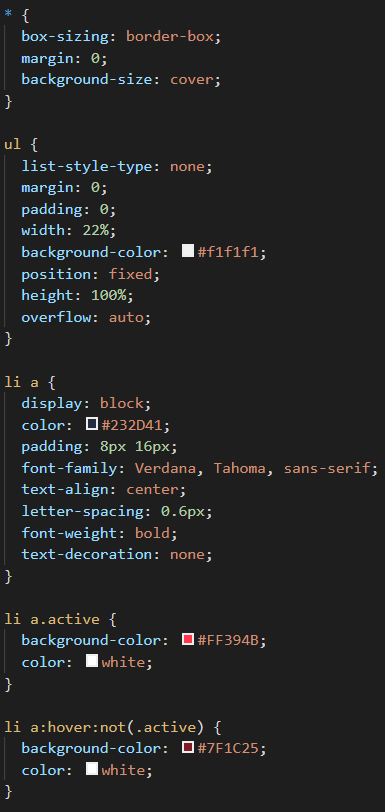 * {
box-sizing: border-box;
margin: 0;
background-size: cover;
}
ul {
list-style-type: none;
margin: 0;
padding: 0;
width: 22%;
background-color: #f1f1f1;
position: fixed;
height: 100%;
overflow: auto;
}
li a {
display: block;
color: #232D41;
padding: 8px 16px;
font-family: Verdana, Tahoma, sans-serif;
text-align: center;
letter-spacing: 0.6px;
font-weight: bold;
text-decoration: none;
}
li a.active {
background-color: #FF394B;
color: white;
}
li a:hover:not(.active) {
background-color: #7F1C25;
color: white;
}